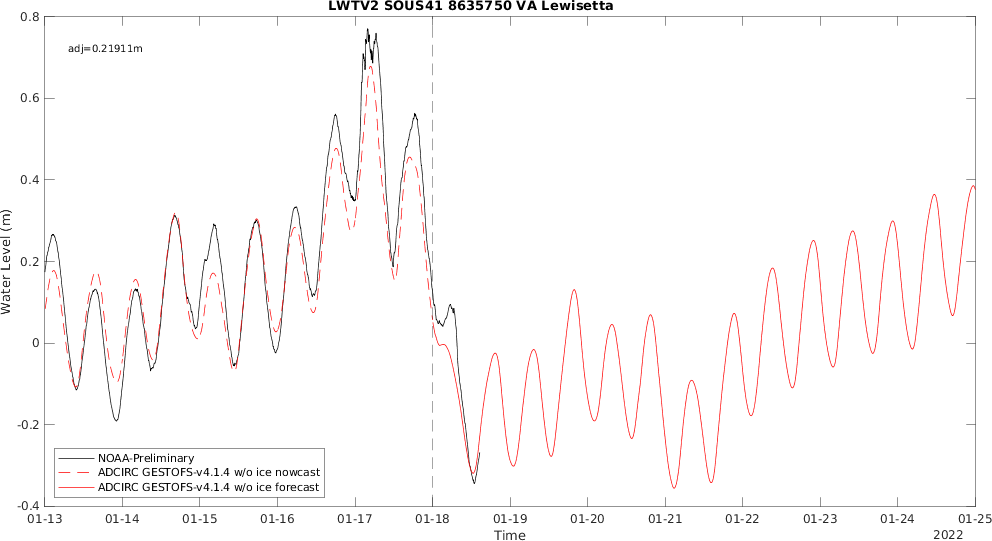 LWTV2 SOUS41 8635750 VA Lewisetta
adj=0.21911m
Water Level (m)
0.8
0.6
0.4
0.2
0
-0.2
-0.4
NOAA-Preliminary
ADCIRC GESTOFS-v4.1.4 w/o ice nowcast
ADCIRC GESTOFS-v4.1.4 w/o ice forecast
01-13 01-14 01-15 01-16 01-17 01-18 01-19 01-20 01-21 01-22 01-23 01-24 01-25
Time
2022